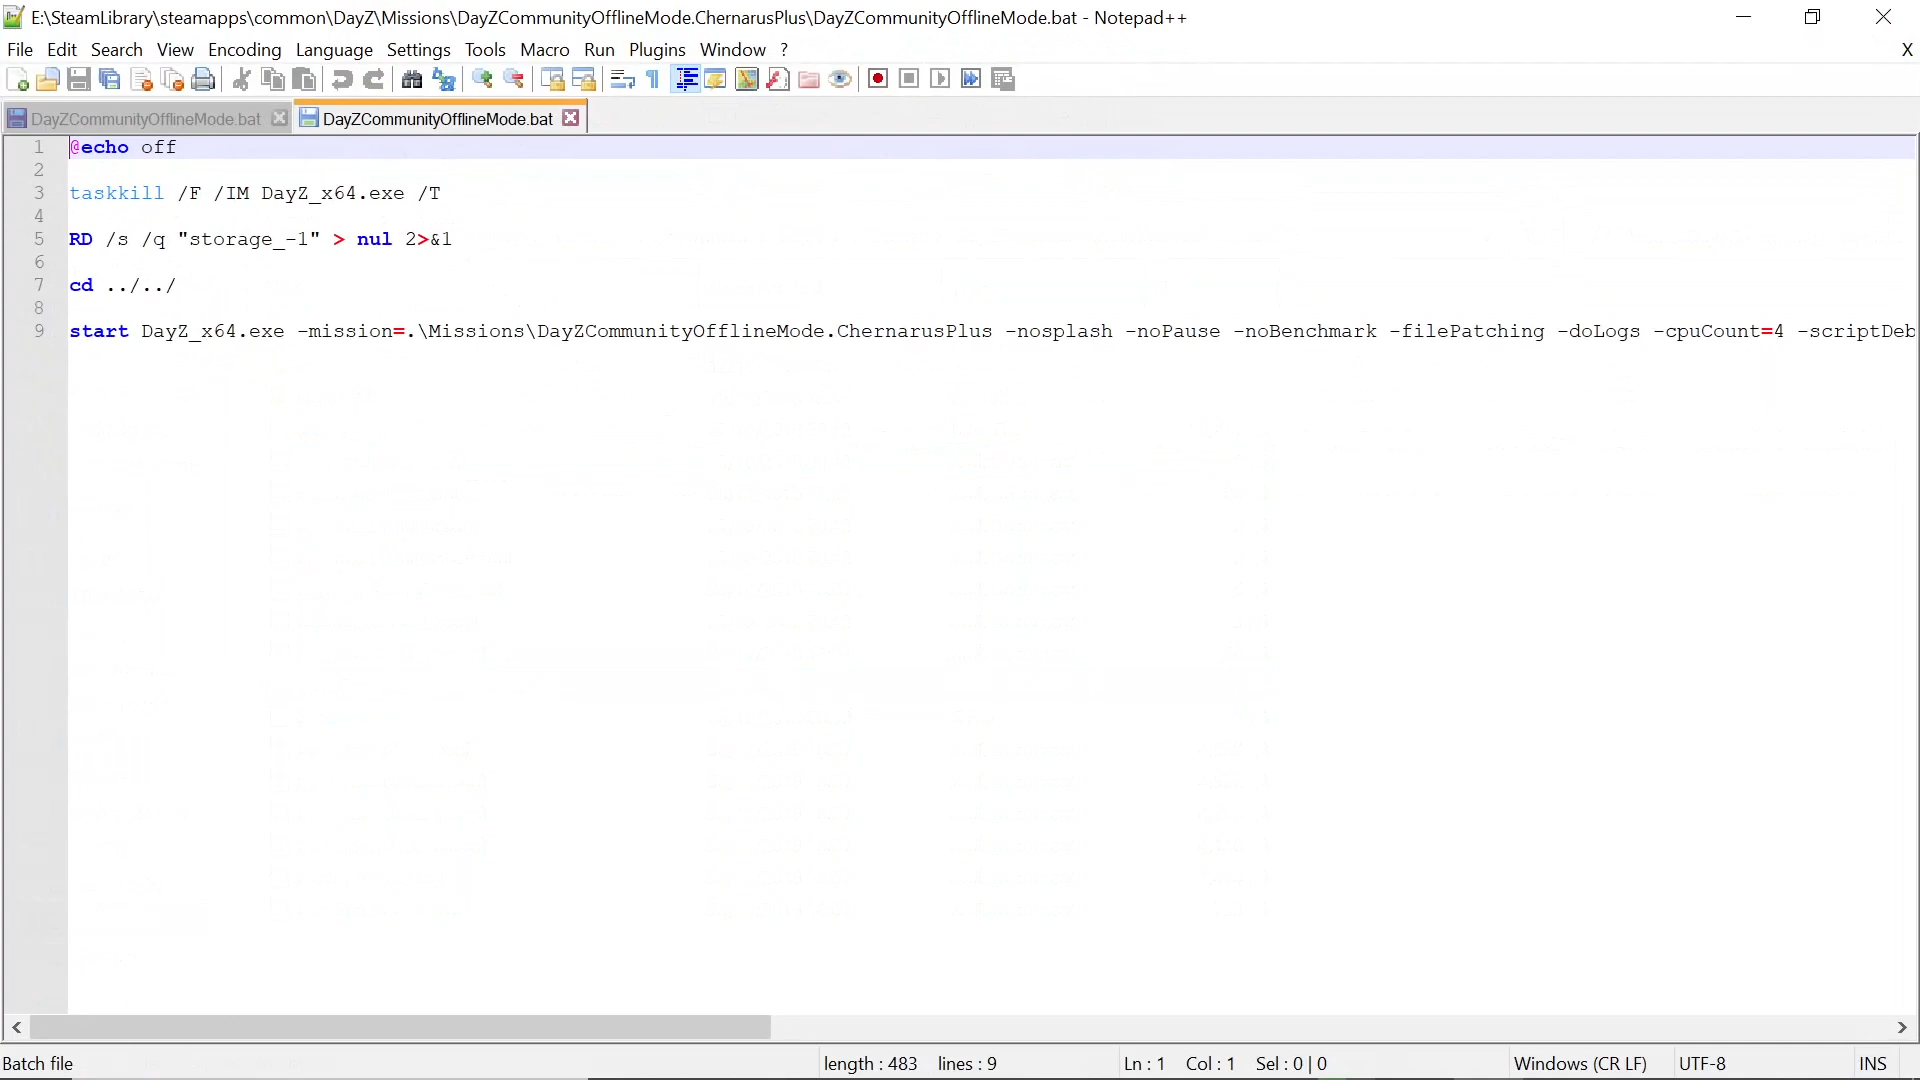 E:\SteamLibrary\steamapps\common\DayZ\Missions\DayZCommunityOfflineMode.ChernarusPlus\DayZCommunityOfflineMode.bat - Notepad++
File Edit Search View Encoding Language Settings Tools Macro Run Plugins Window ? X
DayZCommunityOfflineMode.bat DayZCommunityOfflineMode.bat
1 @echo off
2
3 taskkill /F /IM DayZ_x64.exe /T
4
5 RD /s /q "storage_-1" > nul 2>&1
6
7 cd ../../
8
9 start DayZ_x64.exe -mission=.\Missions\DayZCommunityOfflineMode.ChernarusPlus -nosplash -noPause -noBenchmark -filePatching -doLogs -cpuCount=4 -scriptDeb
Batch file length : 483 lines : 9 Ln : 1 Col : 1 Sel : 0 | 0 Windows (CR LF) UTF-8 INS